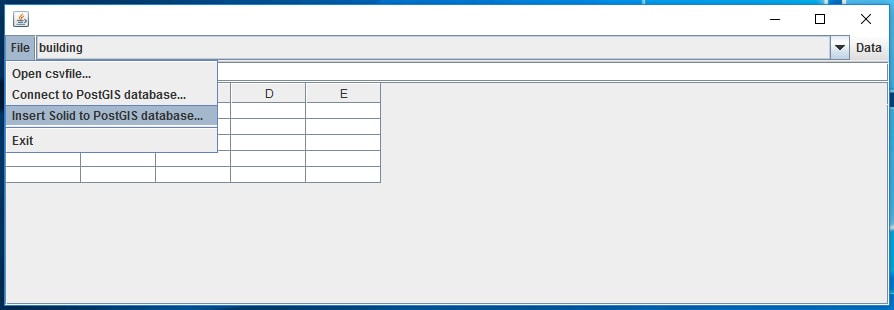 File building Data
Open csvfile...
Connect to PostGIS database...
Insert Solid to PostGIS database...
Exit
D E